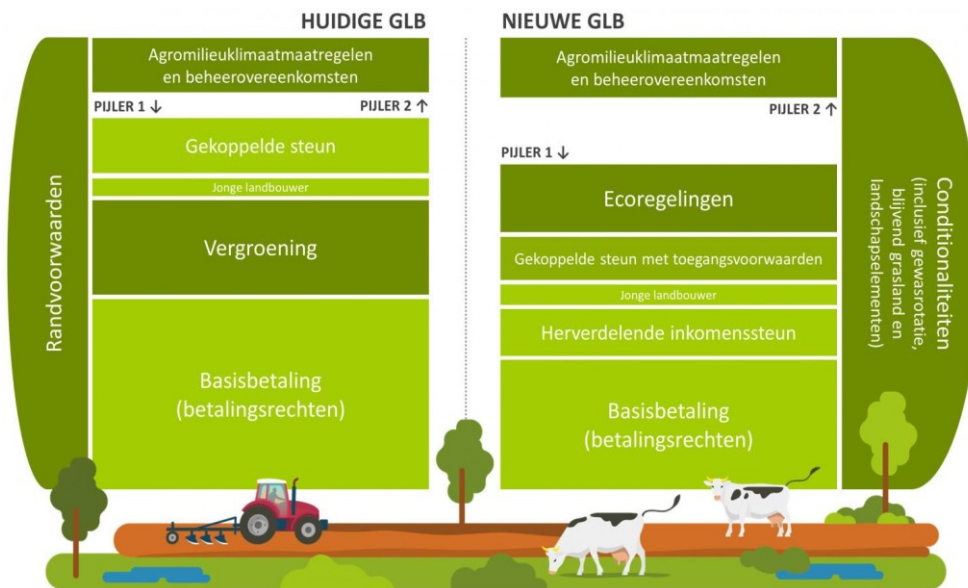 HUIDIGE GLB
Randvoorwaarden
Agromilieuklimaatmaatregelen
en beheerovereenkomsten
PIJLER 1 ↓
PIJLER 2 ↑
Gekoppelde steun
Jonge landbouwer
Vergroening
Basisbetaling
(betalingsrechten)
NIEUWE GLB
Agromilieuklimaatmaatregelen
en beheerovereenkomsten
PIJLER 2 ↑
PIJLER 1 ↓
Ecoregelingen
Gekoppelde steun met toegangsvoorwaarden
Jonge landbouwer
Herverdelende inkomenssteun
Basisbetaling
(betalingsrechten)
Conditionaliteiten
(inclusief gewasrotatie,
blijvend grasland en
landschapselementen)